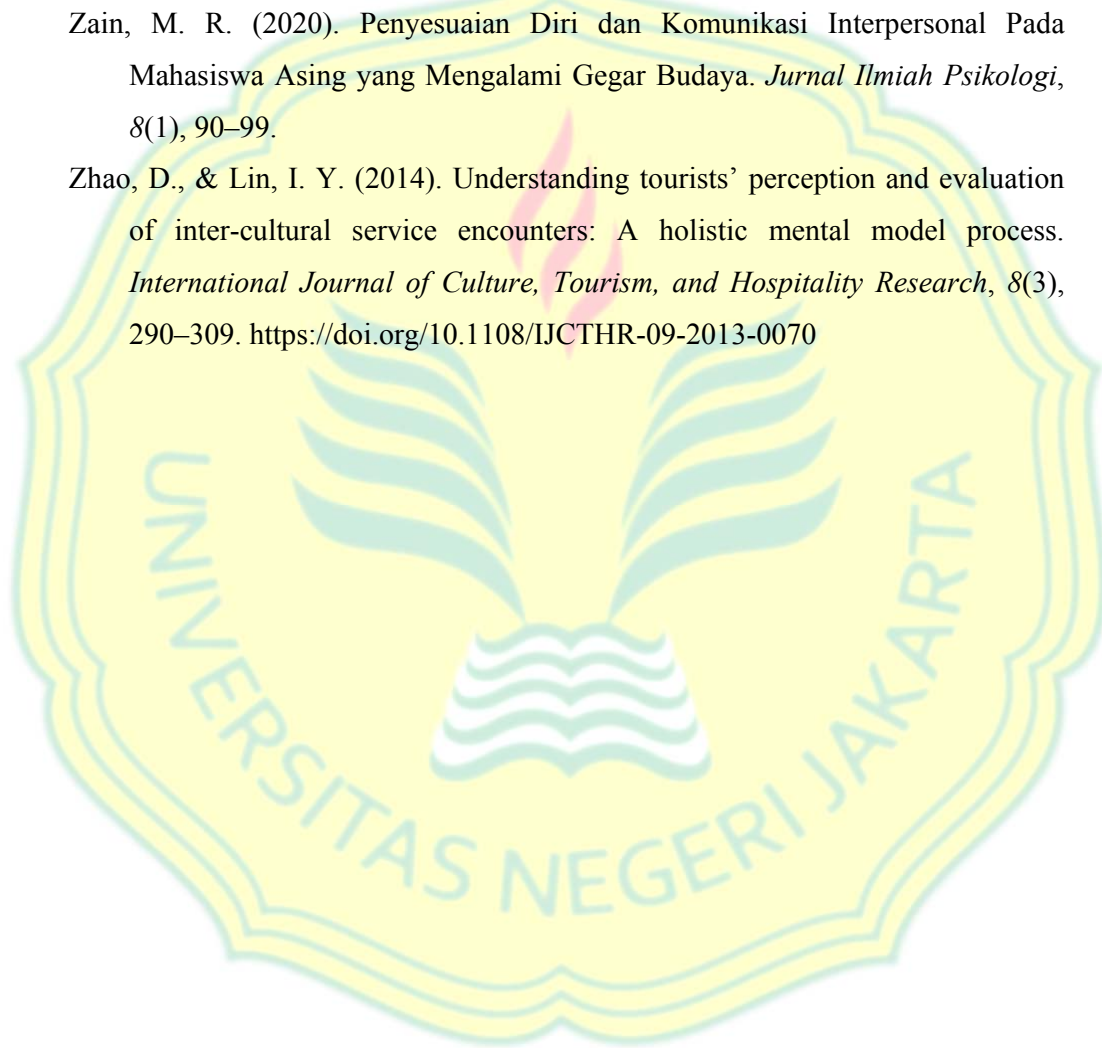 Zain, M. R. (2020). Penyesuaian Diri dan Komunikasi Interpersonal Pada
Mahasiswa Asing yang Mengalami Gegar Budaya. Jurnal Ilmiah Psikologi,
8(1), 90–99.
Zhao, D., & Lin, I. Y. (2014). Understanding tourists’ perception and evaluation
of inter-cultural service encounters: A holistic mental model process.
International Journal of Culture, Tourism, and Hospitality Research, 8(3),
290–309. https://doi.org/10.1108/IJCTHR-09-2013-0070
UNIVERSITAS NEGERI JAKARTA